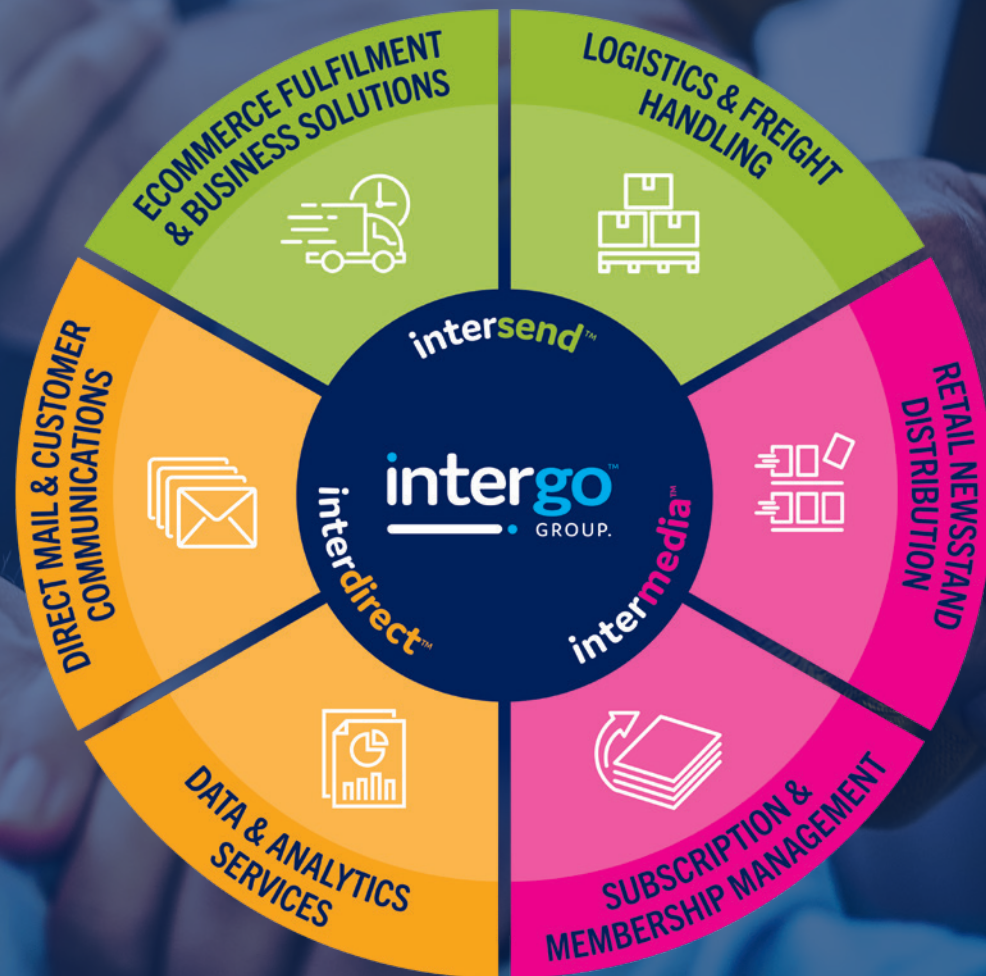 ECOMMERCE FULFILMENT
& BUSINESS SOLUTIONS
LOGISTICS & FREIGHT
HANDLING
RETAIL NEWSSTAND
DISTRIBUTION
SUBSCRIPTION &
MEMBERSHIP MANAGEMENT
DATA & ANALYTICS
SERVICES
DIRECT MAIL & CUSTOMER
COMMUNICATIONS
intersend™
intergo™
GROUP.
interdirect™
intermedia™